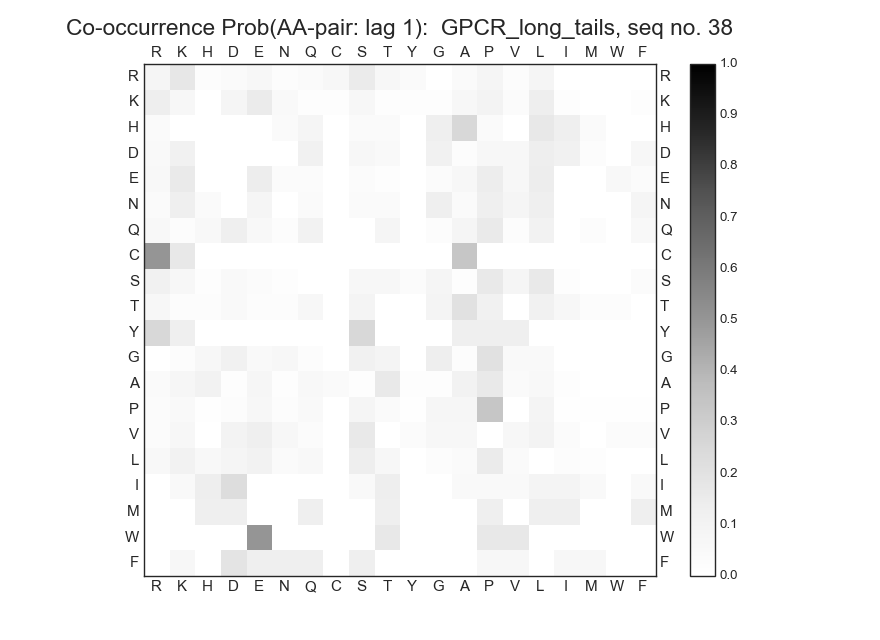 Co-occurrence Prob(AA-pair: lag 1):  GPCR_long_tails, seq no. 38
R K H D E N Q C S T Y G A P V L I M W F
R R 1.0
K K 0.9
H H
D D 0.8
E E
N N 0.7
Q Q
C C 0.6
S S
T T 0.5
Y Y
G G 0.4
A A
P P 0.3
V V
L L 0.2
I I
M M 0.1
W W
F F 0.0
R K H D E N Q C S T Y G A P V L I M W F